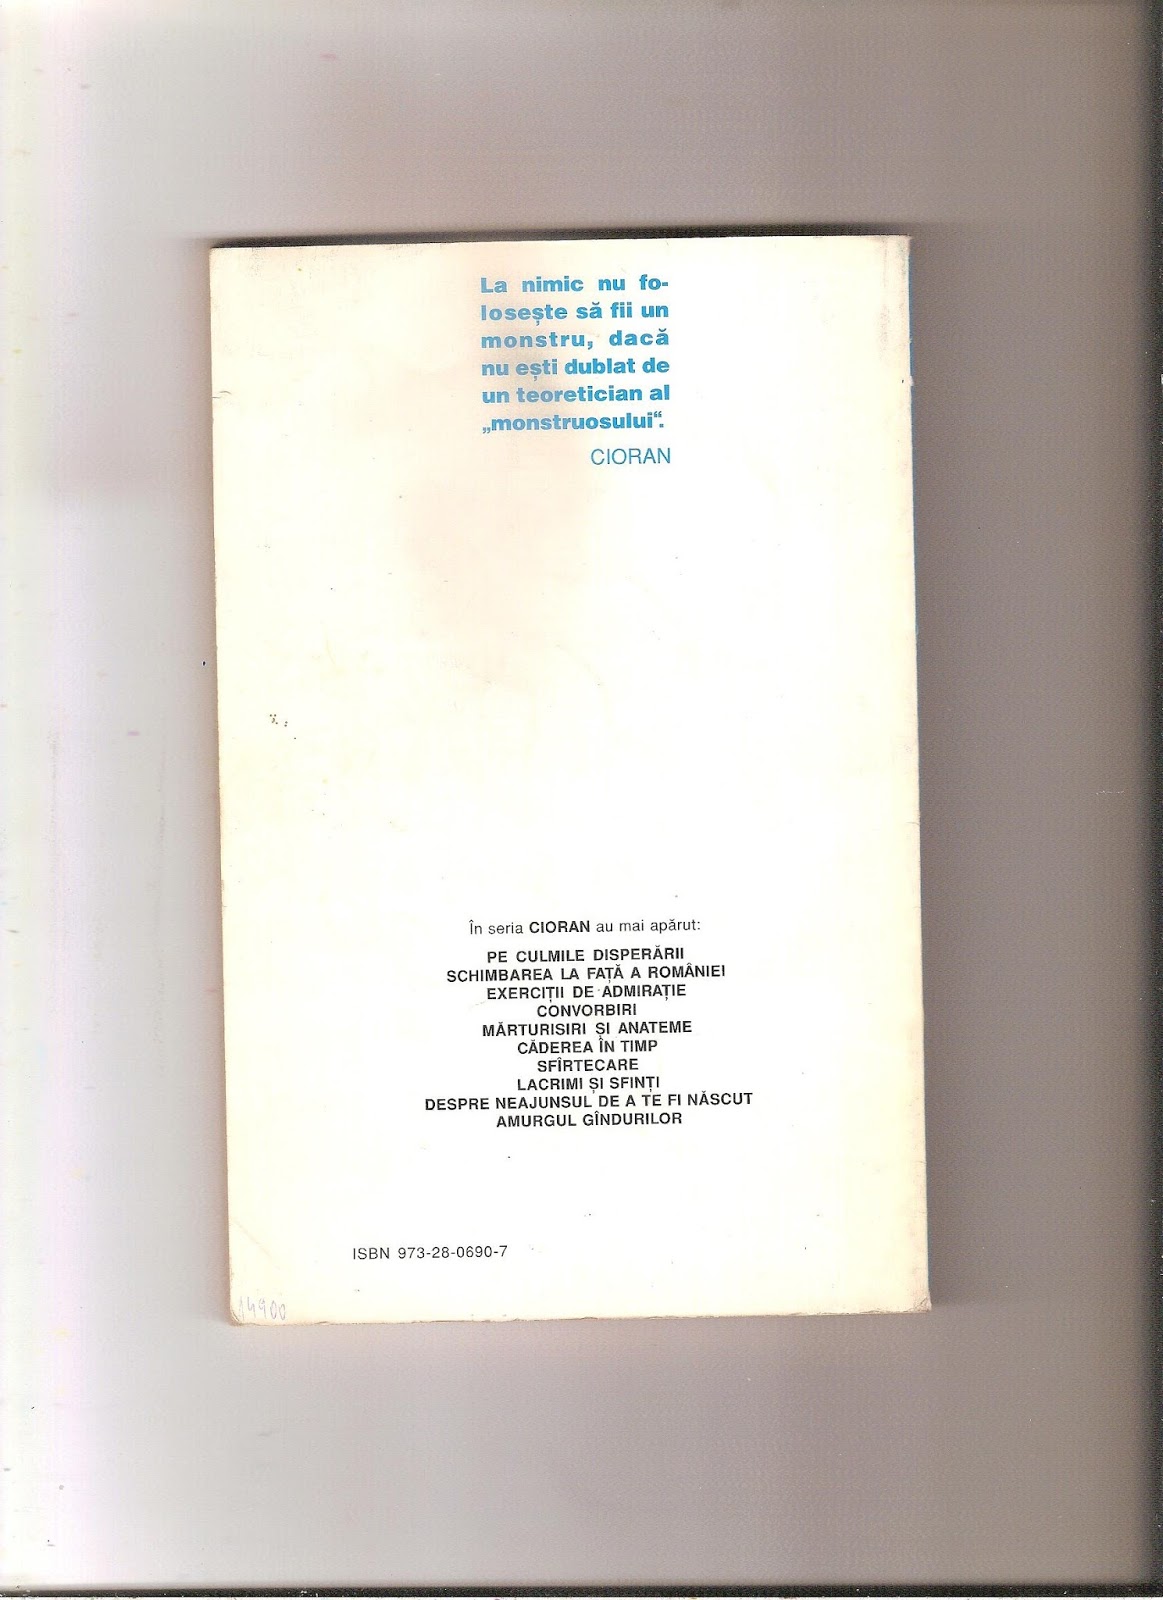 La nimic nu fo-
losește să fii un
monstru, dacă
nu ești dublat de
un teoretician al
„monstruosului“.
CIORAN
În seria CIORAN au mai apărut:
PE CULMILE DISPERĂRII
SCHIMBAREA LA FAȚĂ A ROMÂNIEI
EXERCIȚII DE ADMIRAȚIE
CONVORBIRI
MĂRTURISIRI ȘI ANATEME
CĂDEREA ÎN TIMP
SFÎRTECARE
LACRIMI ȘI SFINȚI
DESPRE NEAJUNSUL DE A TE FI NĂSCUT
AMURGUL GÎNDURILOR
ISBN 973-28-0690-7
14900